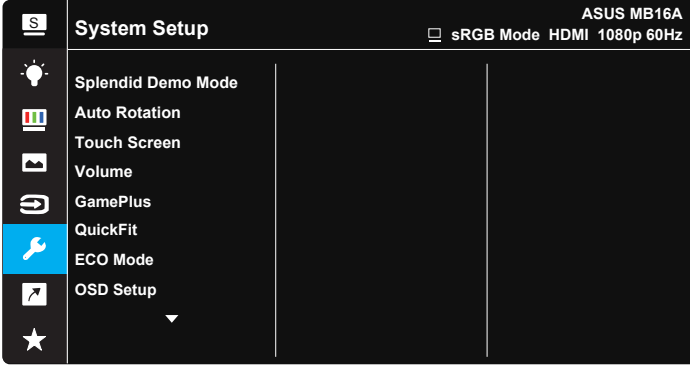 S
System Setup
ASUS MB16A
sRGB Mode HDMI 1080p 60Hz
Splendid Demo Mode
Auto Rotation
Touch Screen
Volume
GamePlus
QuickFit
ECO Mode
OSD Setup